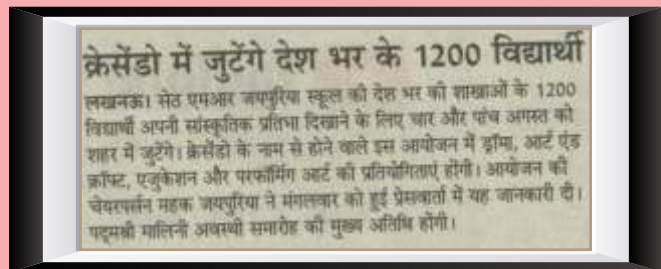 क्रेसेंडो में जुटेंगे देश भर के 1200 विद्यार्थी
लखनऊ। सेठ एमआर जयपुरिया स्कूल की देश भर की शाखाओं के 1200
विद्यार्थी अपनी सांस्कृतिक प्रतिभा दिखाने के लिए चार और पांच अगस्त को
शहर में जुटेंगे। क्रेसेंडो के नाम से होने वाले इस आयोजन में ड्रॉमा, आर्ट एंड
क्रॉफ्ट, एजुकेशन और परफॉर्मिंग आर्ट की प्रतियोगिताएं होंगी। आयोजन की
चेयरपर्सन महक जयपुरिया ने मंगलवार को हुई प्रेसवार्ता में यह जानकारी दी।
पद्मश्री मालिनी अवस्थी समारोह की मुख्य अतिथि होंगी।